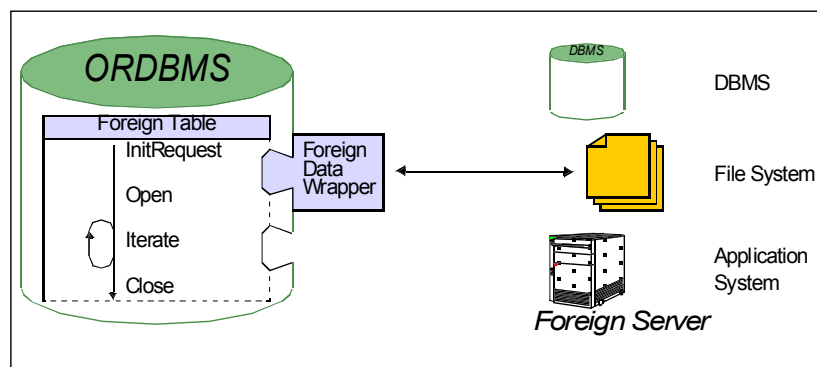 ORDBMS
Foreign Table
InitRequest
Open
Iterate
Close
Foreign
Data
Wrapper
DBMS
DBMS
File System
Application
System
Foreign Server